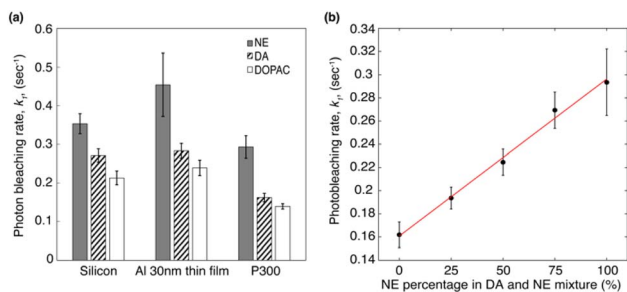 (a)
Photon bleaching rate, kr, (sec⁻¹)
0.6
0.5
0.4
0.3
0.2
0.1
0
NE
DA
DOPAC
Silicon
Al 30nm thin film
P300
(b)
Photobleaching rate, kr, (sec⁻¹)
0.34
0.32
0.3
0.28
0.26
0.24
0.22
0.20
0.18
0.16
0.14
0
25
50
75
100
NE percentage in DA and NE mixture (%)